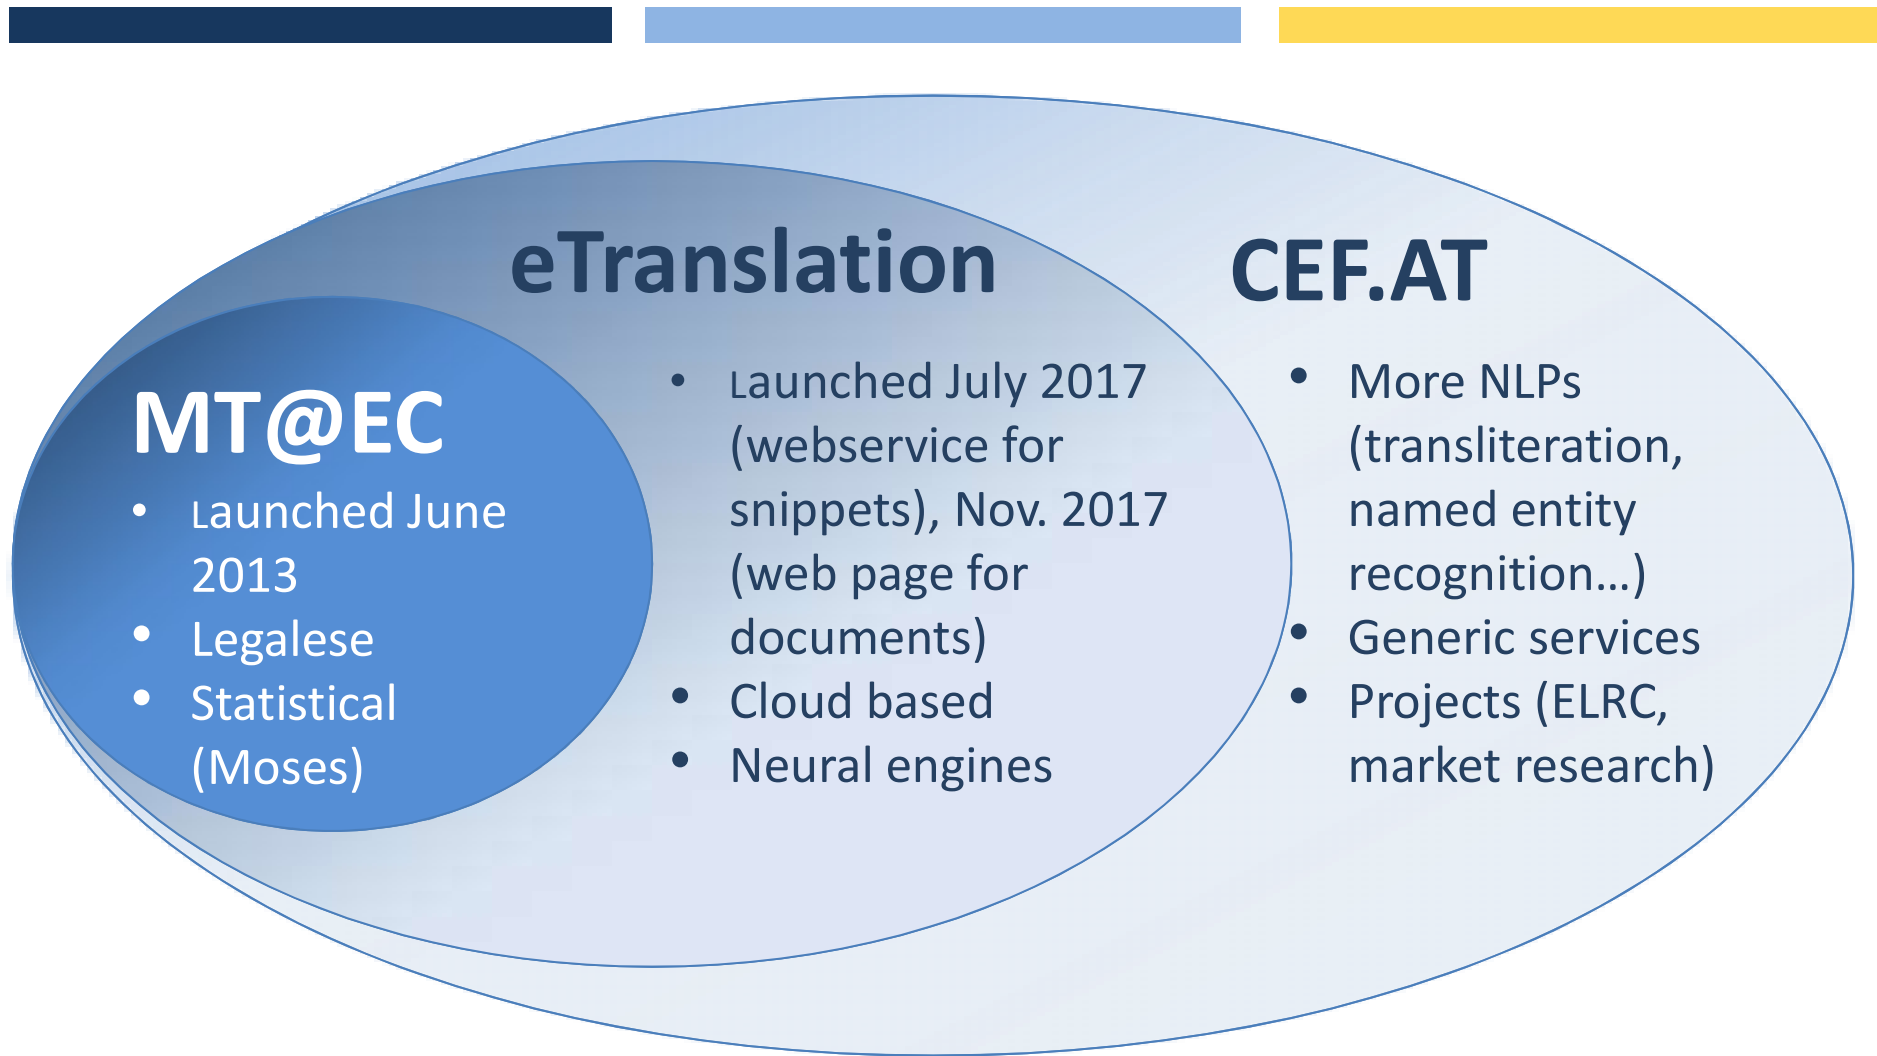 MT@EC
• Launched June
2013
• Legalese
• Statistical
(Moses)
eTranslation
• Launched July 2017
(webservice for
snippets), Nov. 2017
(web page for
documents)
• Cloud based
• Neural engines
CEF.AT
• More NLPs
(transliteration,
named entity
recognition…)
• Generic services
• Projects (ELRC,
market research)